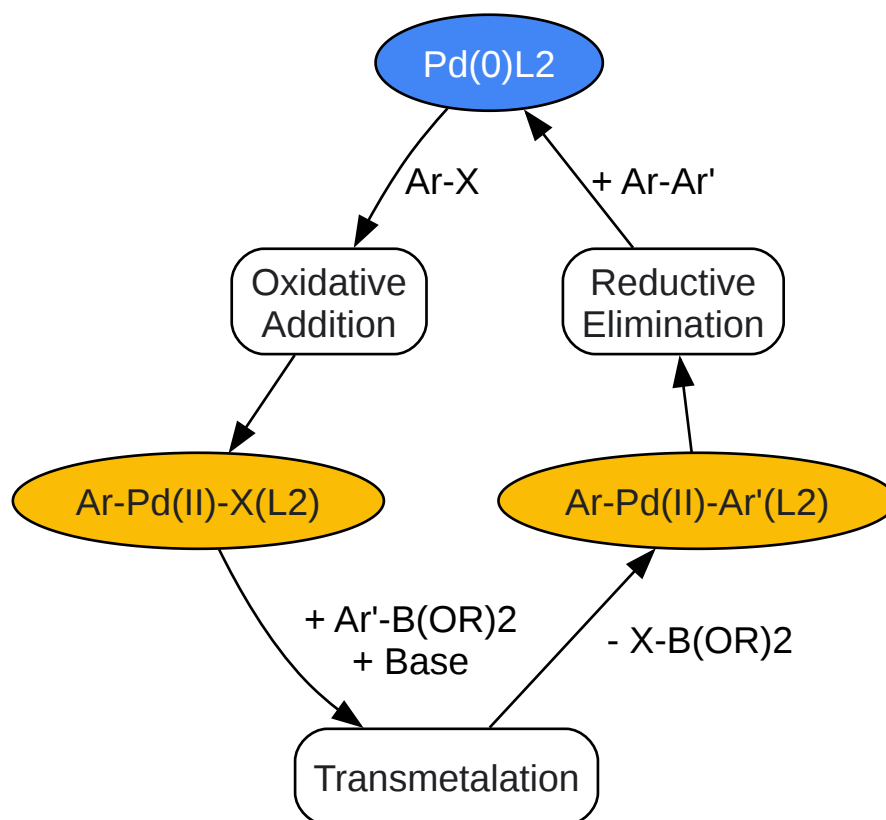 Pd(0)L2
Ar-X
+ Ar-Ar'
Oxidative
Addition
Reductive
Elimination
Ar-Pd(II)-X(L2)
Ar-Pd(II)-Ar'(L2)
+ Ar'-B(OR)2
+ Base
- X-B(OR)2
Transmetalation